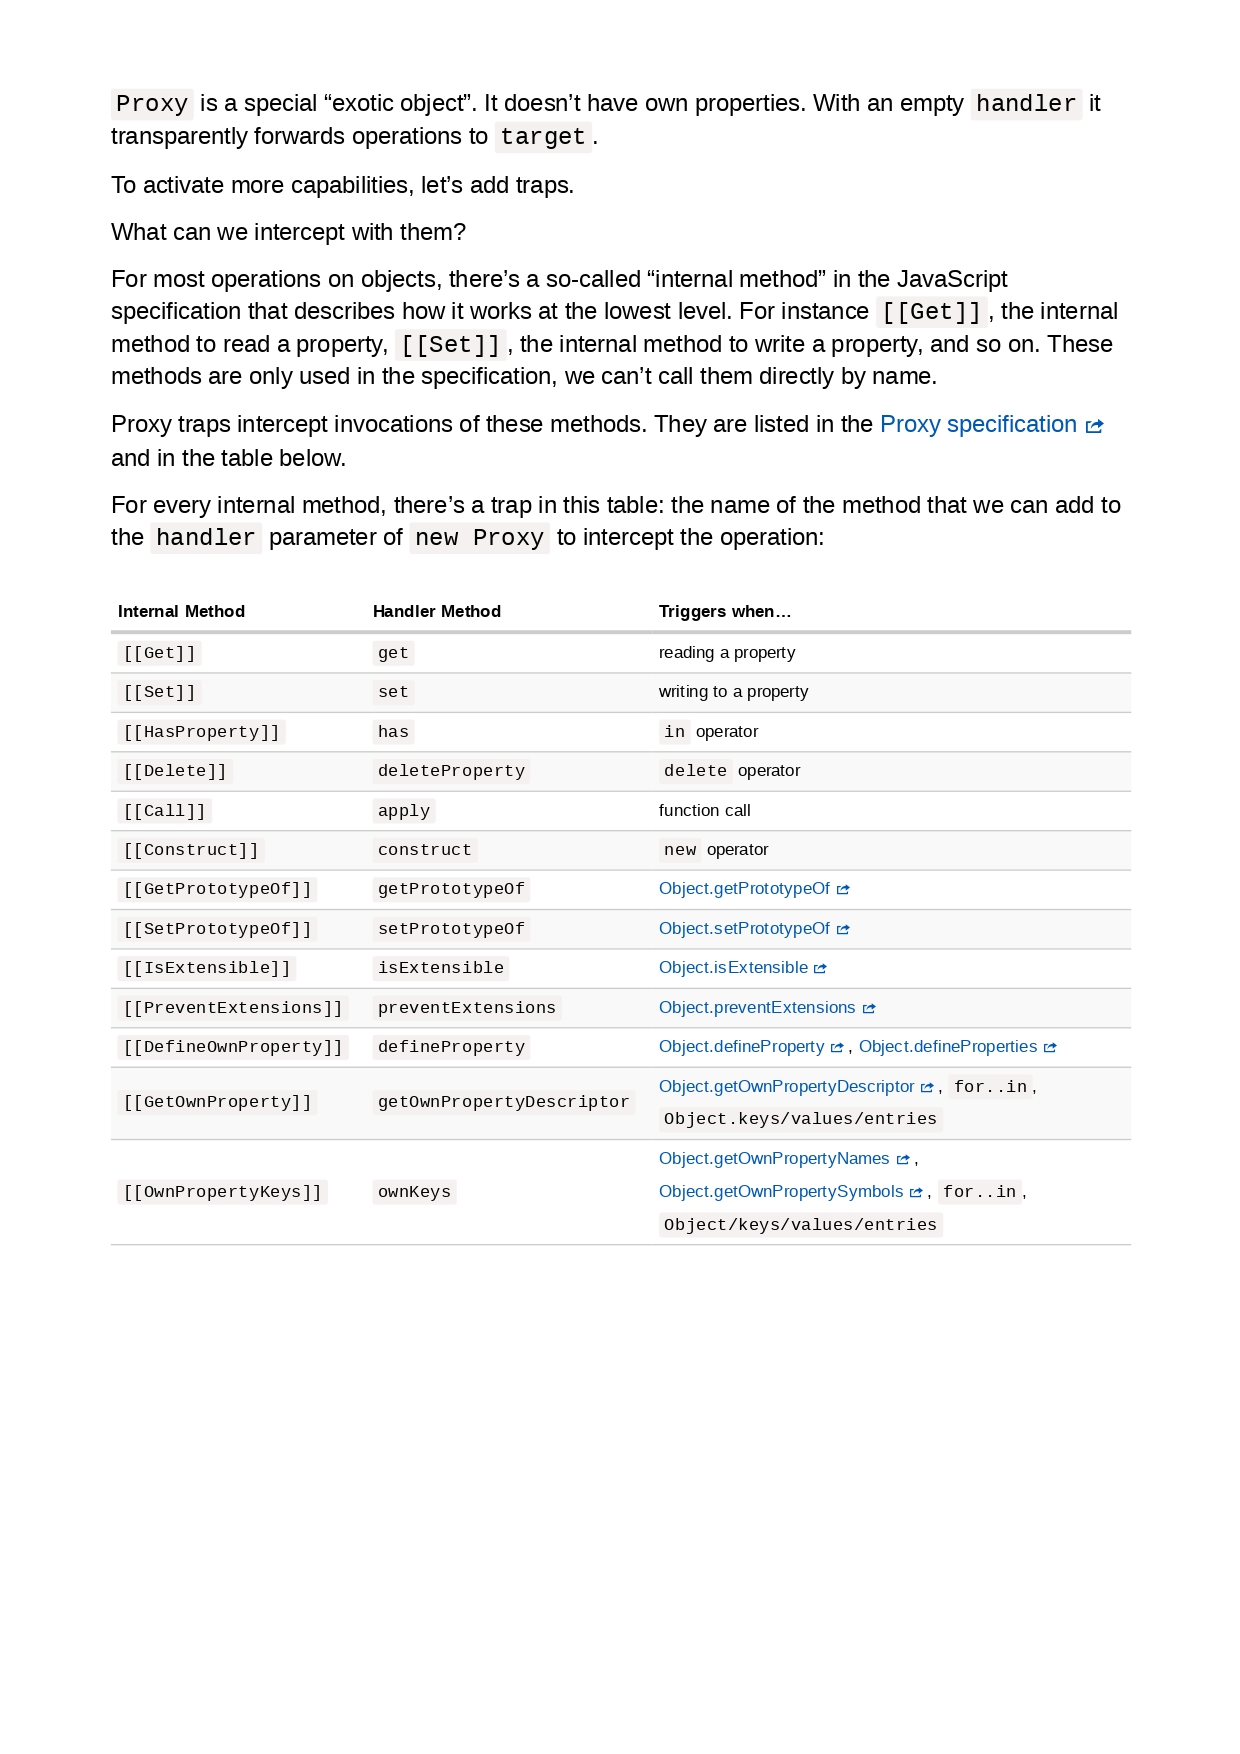 Proxy is a special “exotic object”. It doesn’t have own properties. With an empty handler it
transparently forwards operations to target.
To activate more capabilities, let’s add traps.
What can we intercept with them?
For most operations on objects, there’s a so-called “internal method” in the JavaScript
specification that describes how it works at the lowest level. For instance [[Get]], the internal
method to read a property, [[Set]], the internal method to write a property, and so on. These
methods are only used in the specification, we can’t call them directly by name.
Proxy traps intercept invocations of these methods. They are listed in the Proxy specification
and in the table below.
For every internal method, there’s a trap in this table: the name of the method that we can add to
the handler parameter of new Proxy to intercept the operation:
Internal Method Handler Method Triggers when…
[[Get]] get reading a property
[[Set]] set writing to a property
[[HasProperty]] has in operator
[[Delete]] deleteProperty delete operator
[[Call]] apply function call
[[Construct]] construct new operator
[[GetPrototypeOf]] getPrototypeOf Object.getPrototypeOf
[[SetPrototypeOf]] setPrototypeOf Object.setPrototypeOf
[[IsExtensible]] isExtensible Object.isExtensible
[[PreventExtensions]] preventExtensions Object.preventExtensions
[[DefineOwnProperty]] defineProperty Object.defineProperty, Object.defineProperties
[[GetOwnProperty]] getOwnPropertyDescriptor Object.getOwnPropertyDescriptor, for..in,
Object.keys/values/entries
[[OwnPropertyKeys]] ownKeys Object.getOwnPropertyNames,
Object.getOwnPropertySymbols, for..in,
Object/keys/values/entries